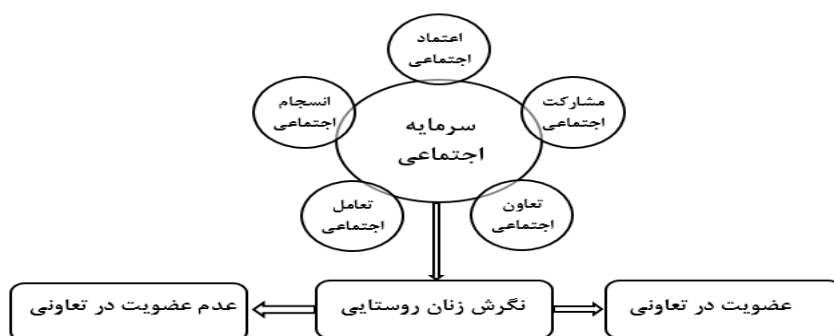 اعتماد
اجتماعی
مشارکت
اجتماعی
انسجام
اجتماعی
سرمایه
اجتماعی
تعاون
اجتماعی
تعامل
اجتماعی
عضویت در تعاونی
نگرش زنان روستایی
عدم عضویت در تعاونی